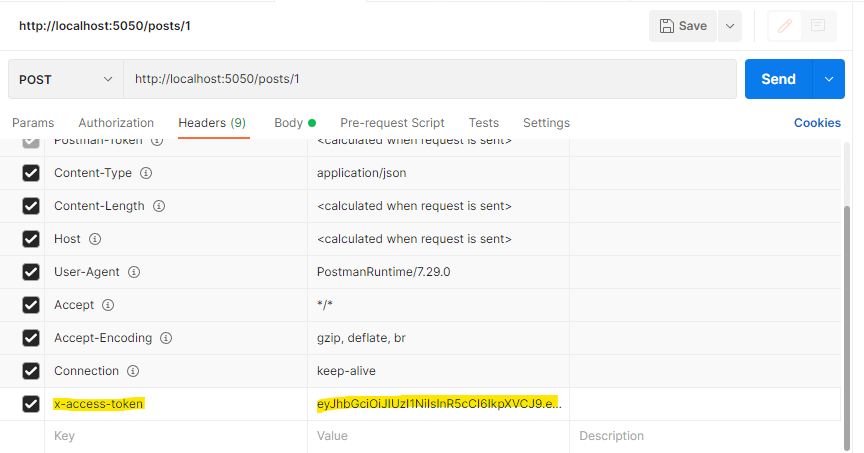 http://localhost:5050/posts/1 Save
POST http://localhost:5050/posts/1 Send
Params Authorization Headers (9) Body Pre-request Script Tests Settings Cookies
Postman-Token <calculated when request is sent>
Content-Type application/json
Content-Length <calculated when request is sent>
Host <calculated when request is sent>
User-Agent PostmanRuntime/7.29.0
Accept */*
Accept-Encoding gzip, deflate, br
Connection keep-alive
x-access-token eyJhbGciOiJIUzI1NiIsInR5cCI6IkpXVCJ9.e...
Key Value Description